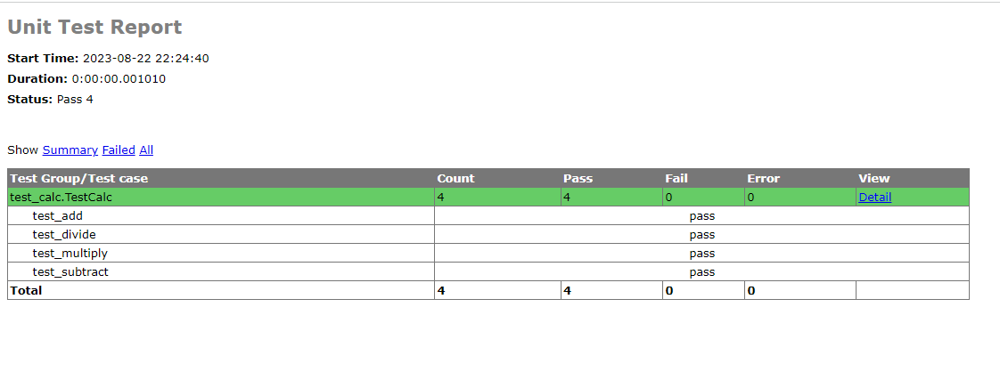 Unit Test Report
Start Time: 2023-08-22 22:24:40
Duration: 0:00:00.001010
Status: Pass 4
Show Summary Failed All
Test Group/Test case Count Pass Fail Error View
test_calc.TestCalc 4 4 0 0 Detail
test_add pass
test_divide pass
test_multiply pass
test_subtract pass
Total 4 4 0 0